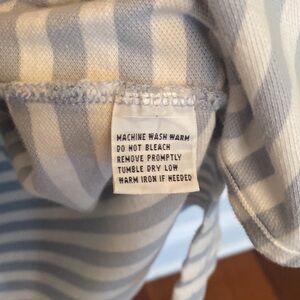 MACHINE WASH WARM
DO NOT BLEACH
REMOVE PROMPTLY
TUMBLE DRY LOW
WARM IRON IF NEEDED